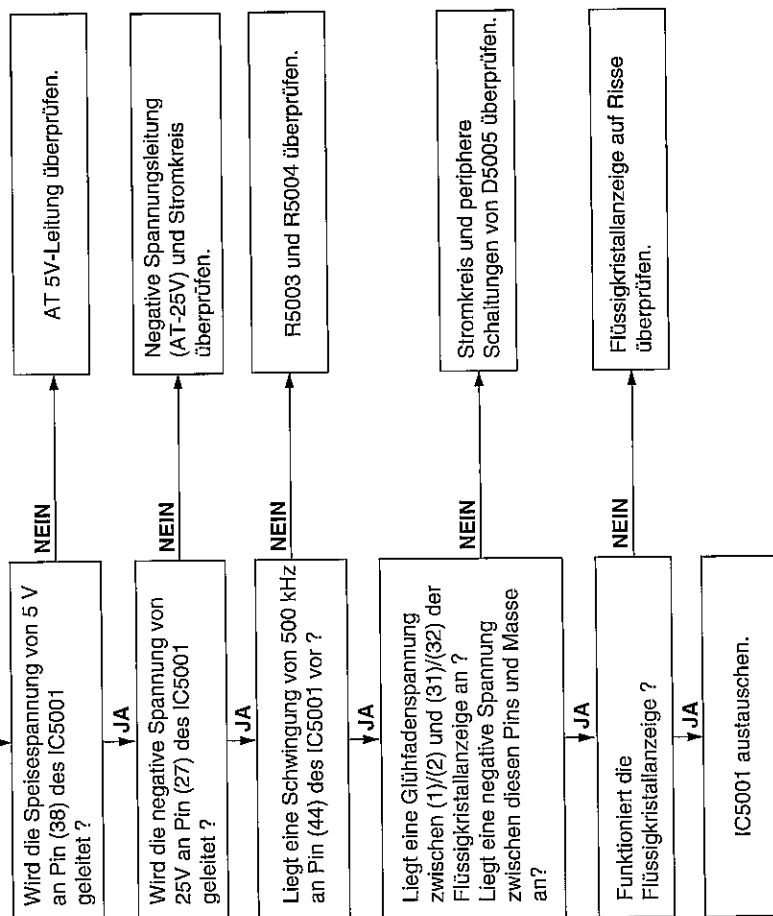 Wird die Speisespannung von 5 V
an Pin (38) des IC5001
geleitet ?
NEIN
AT 5V-Leitung überprüfen.
JA
Wird die negative Spannung von
25V an Pin (27) des IC5001
geleitet ?
NEIN
Negative Spannungsleitung
(AT-25V) und Stromkreis
überprüfen.
JA
Liegt eine Schwingung von 500 kHz
an Pin (44) des IC5001 vor ?
NEIN
R5003 und R5004 überprüfen.
JA
Liegt eine Glühfadenspannung
zwischen (1)/(2) und (31)/(32) der
Flüssigkristallanzeige an ?
Liegt eine negative Spannung
zwischen diesen Pins und Masse
an?
NEIN
Stromkreis und periphere
Schaltungen von D5005 überprüfen.
JA
Funktioniert die
Flüssigkristallanzeige ?
NEIN
Flüssigkristallanzeige auf Risse
überprüfen.
JA
IC5001 austauschen.